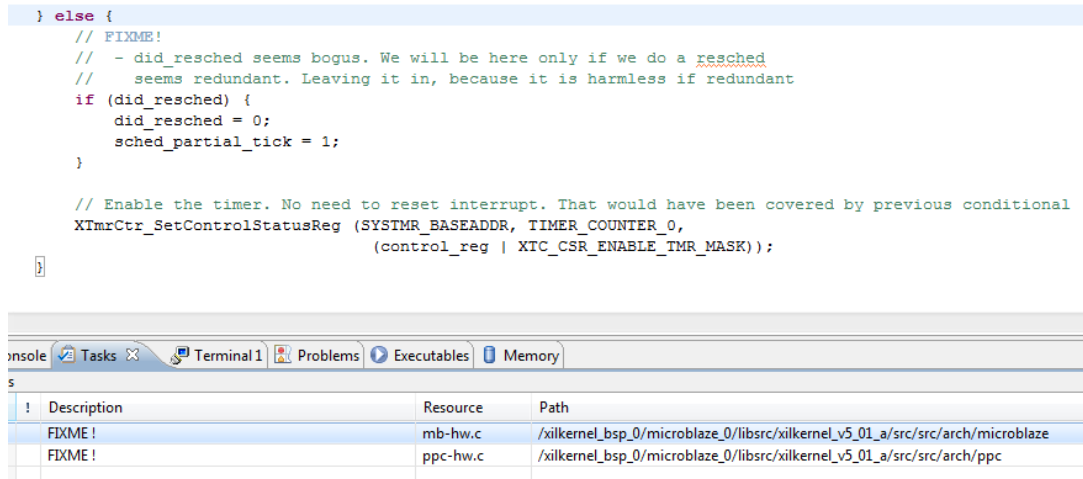 } else {
// FIXME!
// - did_resched seems bogus. We will be here only if we do a resched
// seems redundant. Leaving it in, because it is harmless if redundant
if (did_resched) {
did_resched = 0;
sched_partial_tick = 1;
}
// Enable the timer. No need to reset interrupt. That would have been covered by previous conditional
XTmrCtr_SetControlStatusReg (SYSTMR_BASEADDR, TIMER_COUNTER_0,
(control_reg | XTC_CSR_ENABLE_TMR_MASK));
}
onsole Tasks Terminal 1 Problems Executables Memory
s
! Description Resource Path
FIXME ! mb-hw.c /xilkernel_bsp_0/microblaze_0/libsrc/xilkernel_v5_01_a/src/src/arch/microblaze
FIXME ! ppc-hw.c /xilkernel_bsp_0/microblaze_0/libsrc/xilkernel_v5_01_a/src/src/arch/ppc